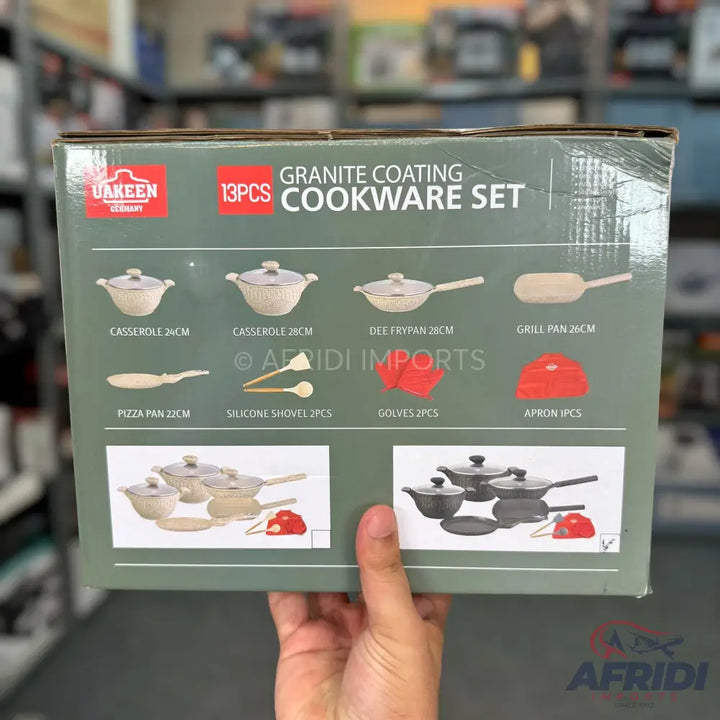 UAKEEN
GERMANY
13PCS
GRANITE COATING
COOKWARE SET
CASSEROLE 24CM
CASSEROLE 28CM
DEE FRYPAN 28CM
GRILL PAN 26CM
© AFRIDI IMPORTS
PIZZA PAN 22CM
SILICONE SHOVEL 2PCS
GOLVES 2PCS
APRON 1PCS
AFRIDI
IMPORTS